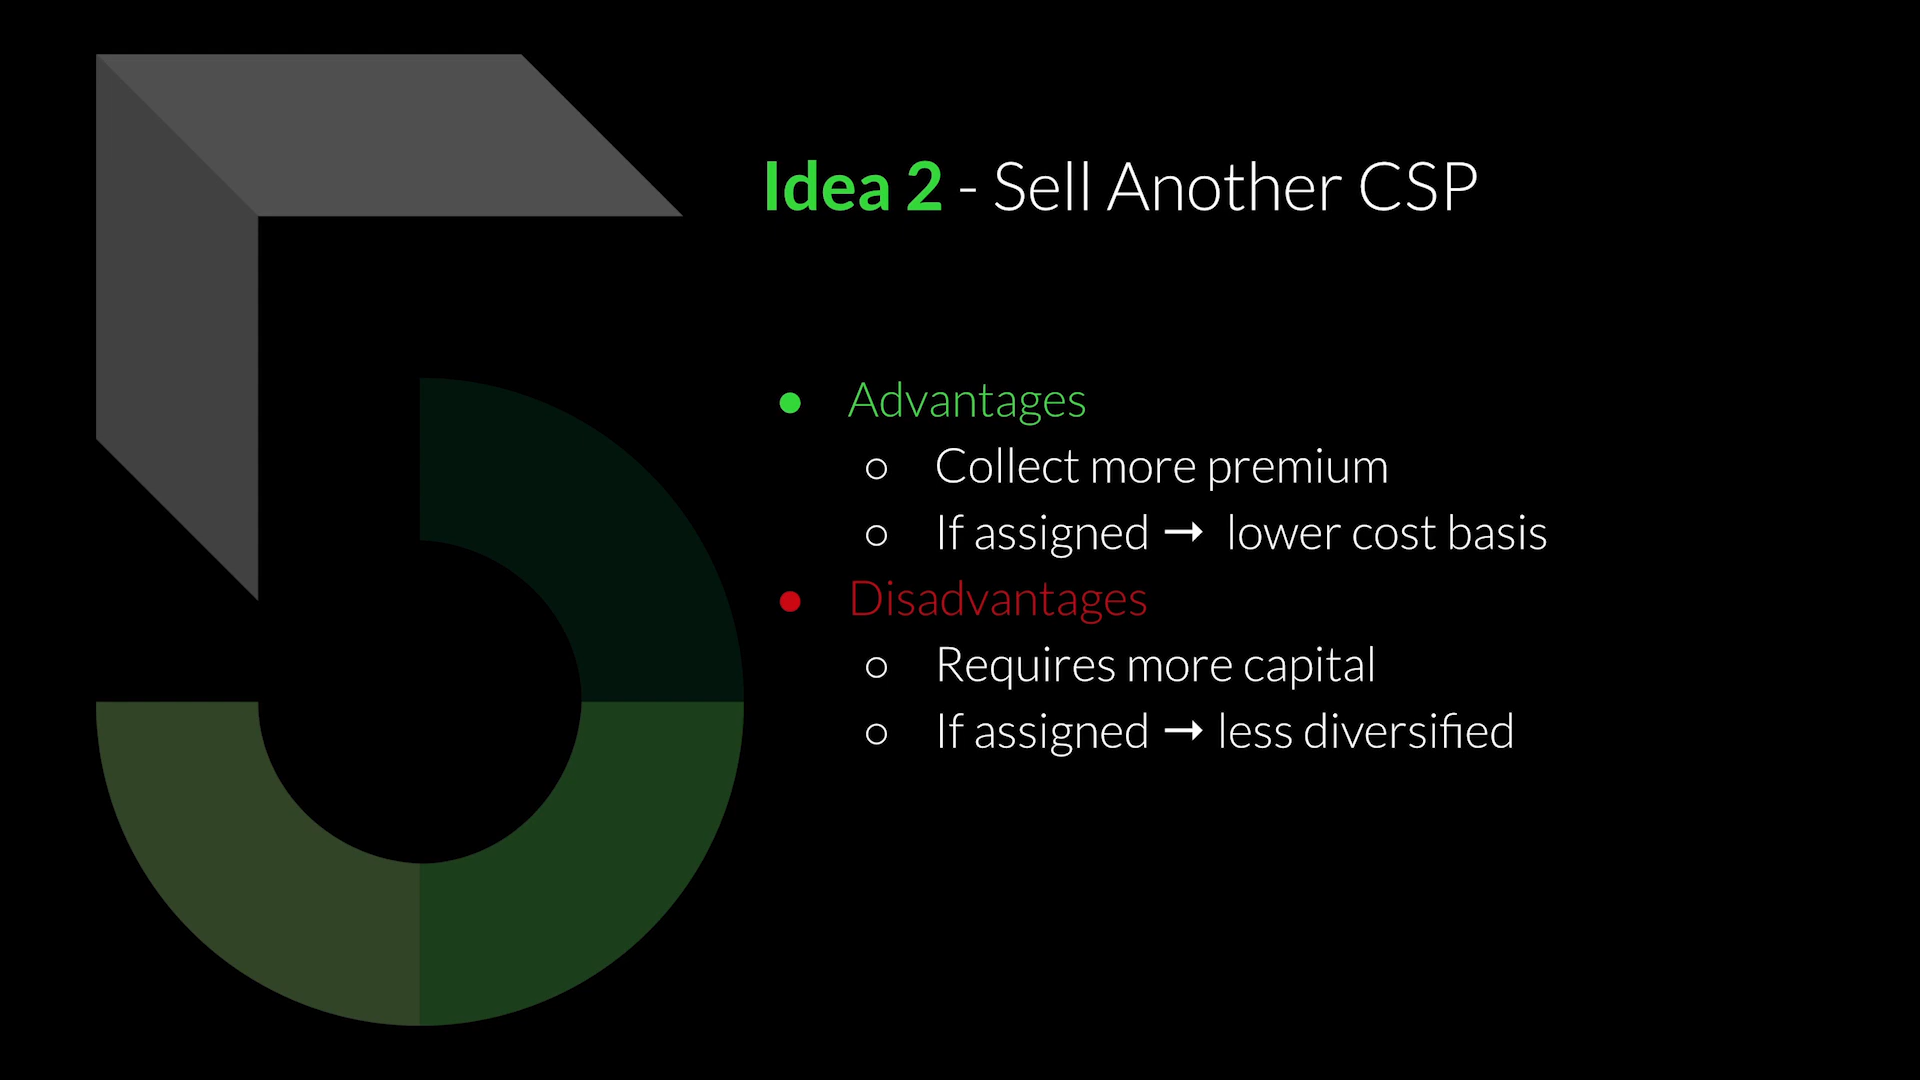 Idea 2 - Sell Another CSP
● Advantages
○ Collect more premium
○ If assigned → lower cost basis
● Disadvantages
○ Requires more capital
○ If assigned → less diversified